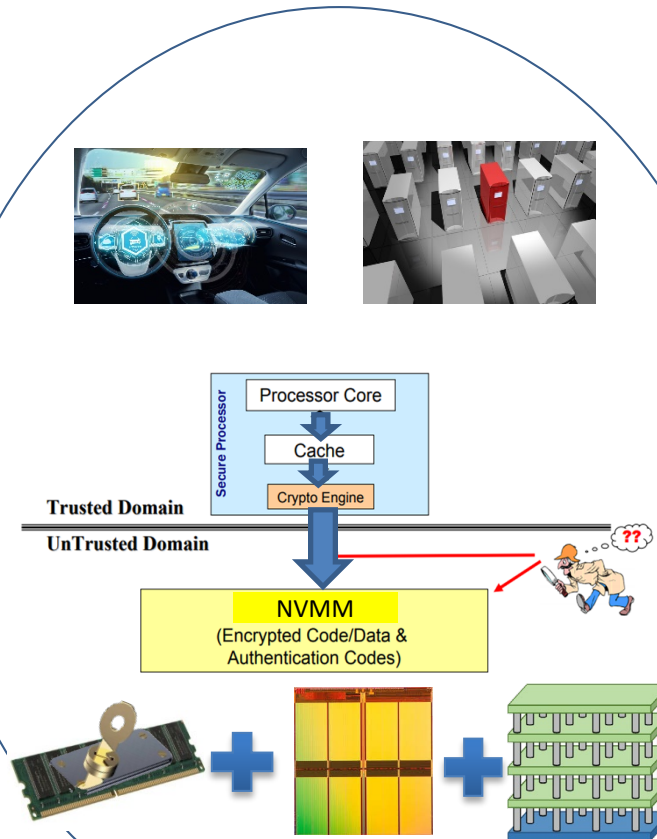 Secure Processor
Processor Core
Cache
Crypto Engine
Trusted Domain
UnTrusted Domain
??
NVMM
(Encrypted Code/Data &
Authentication Codes)